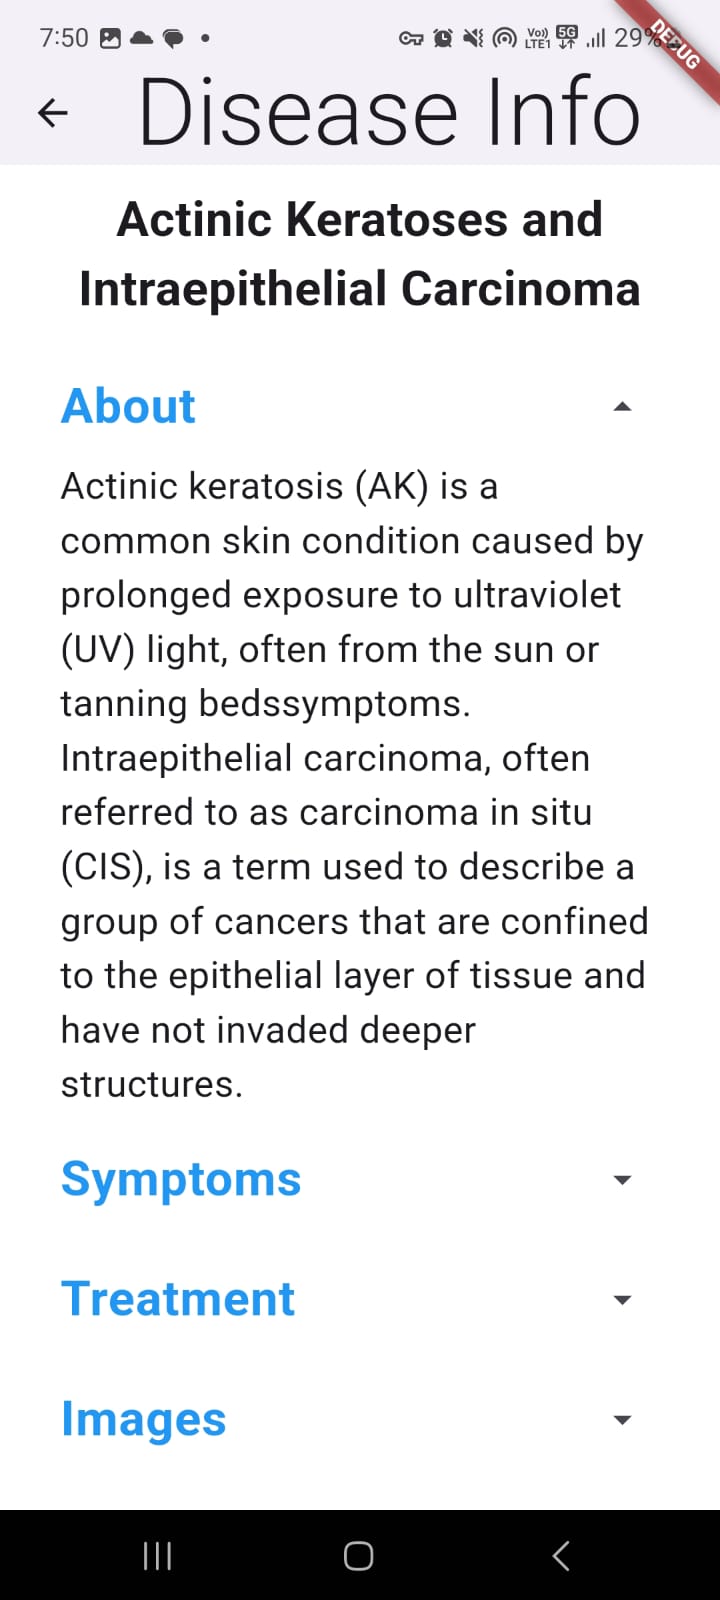 7:50 Vo)) LTE1 5G 29%
DEBUG
Disease Info
Actinic Keratoses and
Intraepithelial Carcinoma
About
Actinic keratosis (AK) is a
common skin condition caused by
prolonged exposure to ultraviolet
(UV) light, often from the sun or
tanning bedssymptoms.
Intraepithelial carcinoma, often
referred to as carcinoma in situ
(CIS), is a term used to describe a
group of cancers that are confined
to the epithelial layer of tissue and
have not invaded deeper
structures.
Symptoms
Treatment
Images